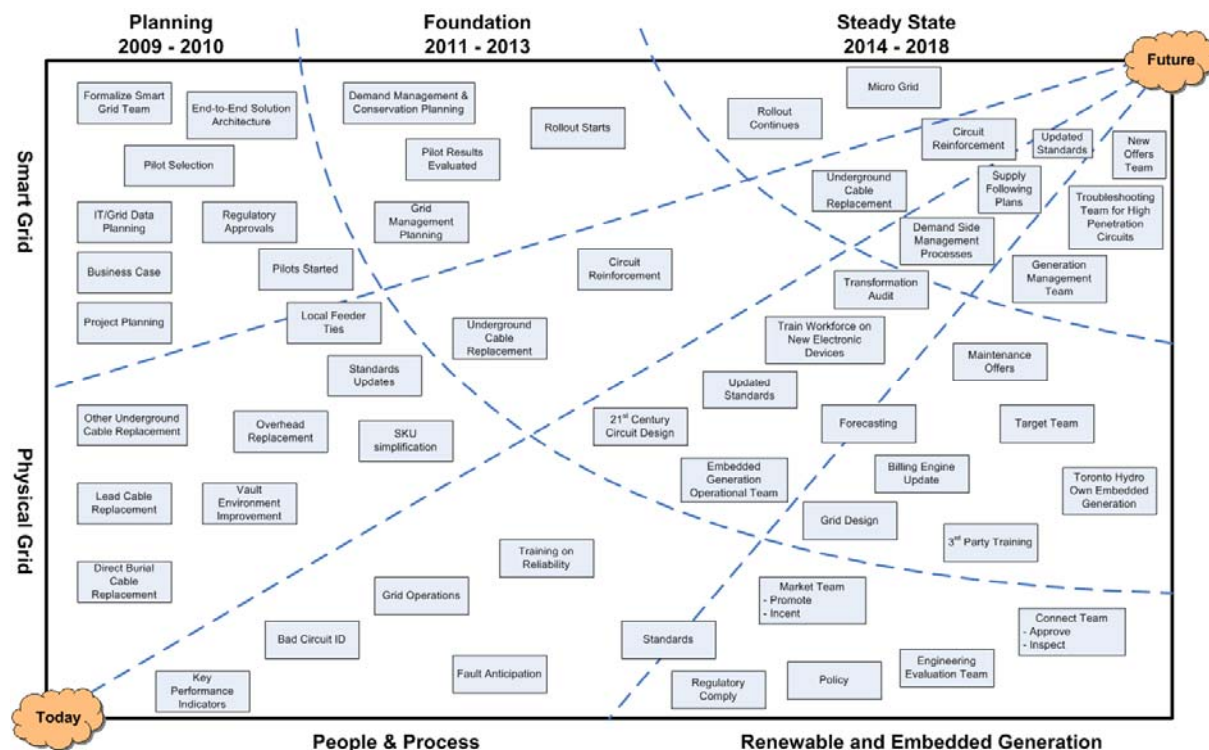 Planning
2009 - 2010
Foundation
2011 - 2013
Steady State
2014 - 2018
Future
Smart Grid
Physical Grid
Formalize Smart
Grid Team
End-to-End Solution
Architecture
Pilot Selection
IT/Grid Data
Planning
Regulatory
Approvals
Business Case
Pilots Started
Project Planning
Demand Management &
Conservation Planning
Rollout Starts
Pilot Results
Evaluated
Grid
Management
Planning
Circuit
Reinforcement
Local Feeder
Ties
Underground
Cable
Replacement
Standards
Updates
Micro Grid
Rollout
Continues
Circuit
Reinforcement
Updated
Standards
New
Offers
Team
Underground
Cable
Replacement
Supply
Following
Plans
Troubleshooting
Team for High
Penetration
Circuits
Demand Side
Management
Processes
Generation
Management
Team
Transformation
Audit
Train Workforce on
New Electronic
Devices
Maintenance
Offers
Updated
Standards
Other Underground
Cable Replacement
Overhead
Replacement
SKU
simplification
21st Century
Circuit Design
Forecasting
Target Team
Embedded
Generation
Operational Team
Billing Engine
Update
Toronto Hydro
Own Embedded
Generation
Lead Cable
Replacement
Vault
Environment
Improvement
Grid Design
3rd Party Training
Direct Burial
Cable
Replacement
Training on
Reliability
Grid Operations
Market Team
- Promote
- Incent
Connect Team
- Approve
- Inspect
Bad Circuit ID
Standards
Fault Anticipation
Engineering
Evaluation Team
Key
Performance
Indicators
Regulatory
Comply
Policy
Today
People & Process
Renewable and Embedded Generation